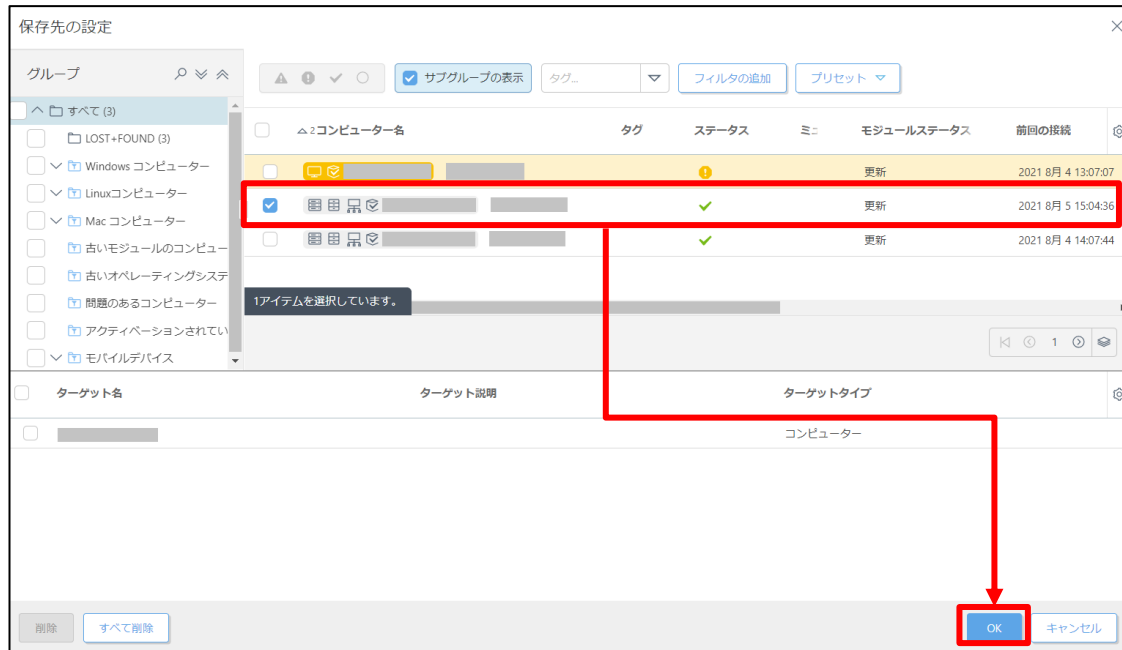 保存先の設定
グループ
サブグループの表示
タグ...
フィルタの追加
プリセット
すべて (3)
LOST+FOUND (3)
Windows コンピューター
Linuxコンピューター
Mac コンピューター
古いモジュールのコンピュー
古いオペレーティングシステ
問題のあるコンピューター
アクティベーションされてい
モバイルデバイス
2 コンピューター名 タグ ステータス ミュ モジュールステータス 前回の接続
更新 2021 8月 4 13:07:07
更新 2021 8月 5 15:04:36
更新 2021 8月 4 14:07:44
1アイテムを選択しています。
1
ターゲット名 ターゲット説明 ターゲットタイプ
コンピューター
削除 すべて削除 OK キャンセル